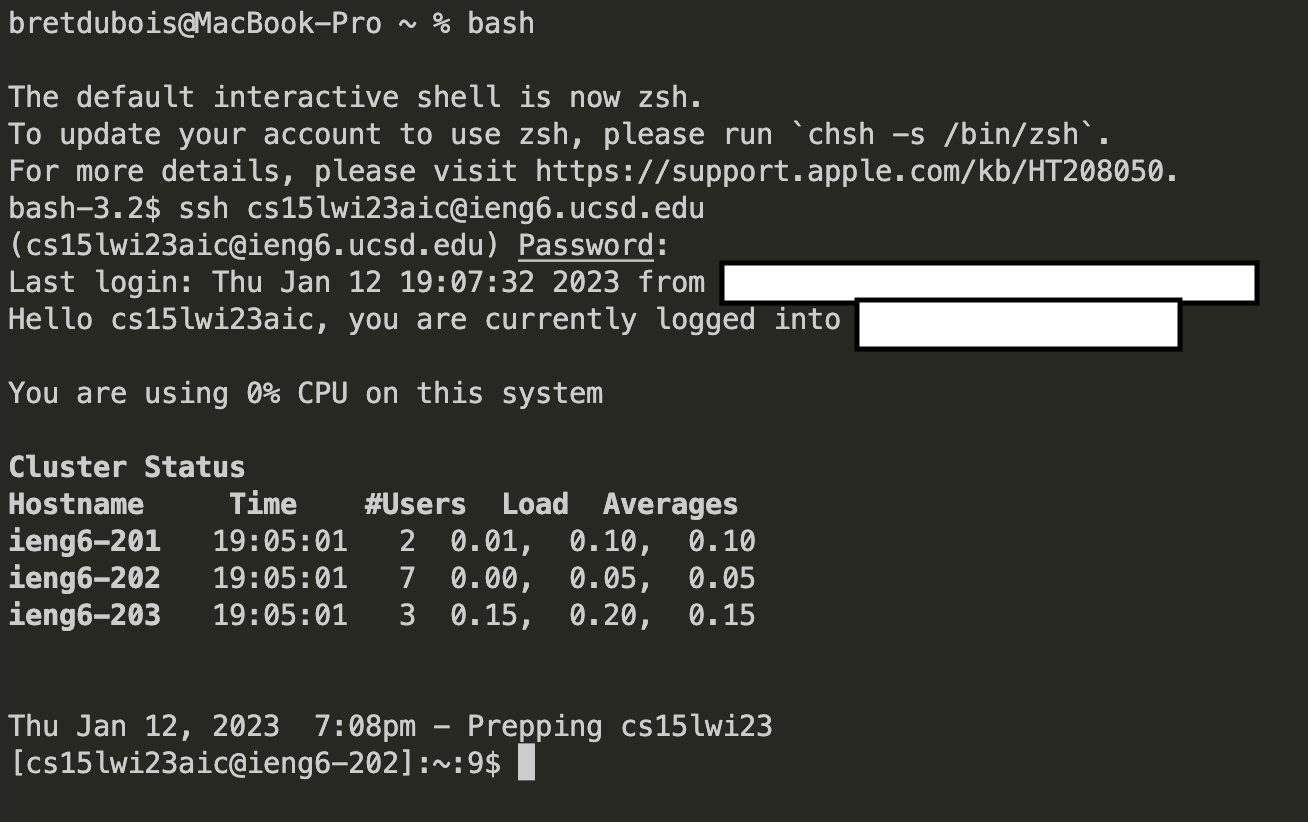 bretdubois@MacBook-Pro ~ % bash
The default interactive shell is now zsh.
To update your account to use zsh, please run `chsh -s /bin/zsh`.
For more details, please visit https://support.apple.com/kb/HT208050.
bash-3.2$ ssh cs15lwi23aic@ieng6.ucsd.edu
(cs15lwi23aic@ieng6.ucsd.edu) Password:
Last login: Thu Jan 12 19:07:32 2023 from
Hello cs15lwi23aic, you are currently logged into
You are using 0% CPU on this system
Cluster Status
Hostname     Time    #Users  Load  Averages
ieng6-201   19:05:01   2  0.01,  0.10,  0.10
ieng6-202   19:05:01   7  0.00,  0.05,  0.05
ieng6-203   19:05:01   3  0.15,  0.20,  0.15
Thu Jan 12, 2023  7:08pm - Prepping cs15lwi23
[cs15lwi23aic@ieng6-202]:~:9$